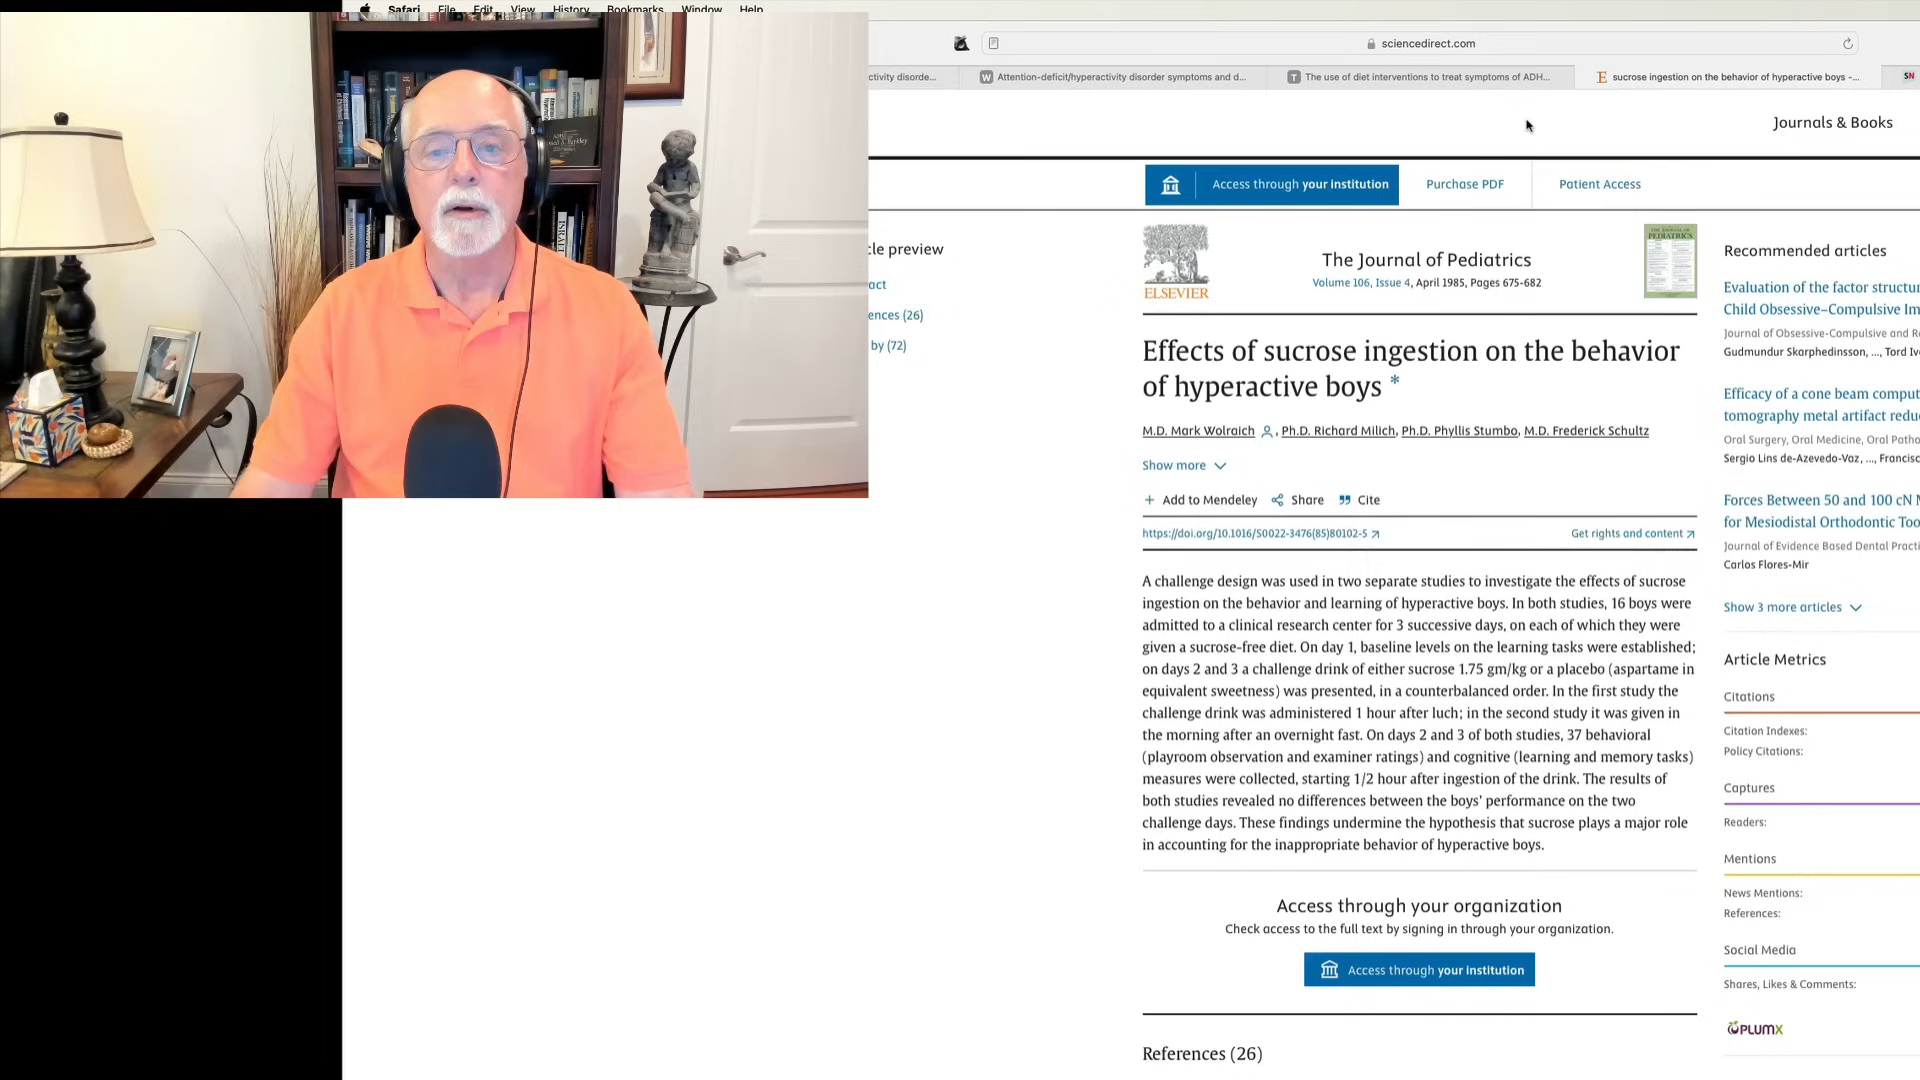 Safari File Edit View History Bookmarks Window Help
sciencedirect.com
ctivity disorde...
W Attention-deficit/hyperactivity disorder symptoms and d...
T The use of diet interventions to treat symptoms of ADH...
E sucrose ingestion on the behavior of hyperactive boys -...
SN
Journals & Books
Access through your institution
Purchase PDF
Patient Access
cle preview
act
ences (26)
by (72)
ELSEVIER
The Journal of Pediatrics
Volume 106, Issue 4, April 1985, Pages 675-682
PEDIATRICS
Effects of sucrose ingestion on the behavior
of hyperactive boys *
M.D. Mark Wolraich, Ph.D. Richard Milich, Ph.D. Phyllis Stumbo, M.D. Frederick Schultz
Show more
+ Add to Mendeley Share Cite
https://doi.org/10.1016/S0022-3476(85)80102-5
Get rights and content
A challenge design was used in two separate studies to investigate the effects of sucrose
ingestion on the behavior and learning of hyperactive boys. In both studies, 16 boys were
admitted to a clinical research center for 3 successive days, on each of which they were
given a sucrose-free diet. On day 1, baseline levels on the learning tasks were established;
on days 2 and 3 a challenge drink of either sucrose 1.75 gm/kg or a placebo (aspartame in
equivalent sweetness) was presented, in a counterbalanced order. In the first study the
challenge drink was administered 1 hour after luch; in the second study it was given in
the morning after an overnight fast. On days 2 and 3 of both studies, 37 behavioral
(playroom observation and examiner ratings) and cognitive (learning and memory tasks)
measures were collected, starting 1/2 hour after ingestion of the drink. The results of
both studies revealed no differences between the boys' performance on the two
challenge days. These findings undermine the hypothesis that sucrose plays a major role
in accounting for the inappropriate behavior of hyperactive boys.
Access through your organization
Check access to the full text by signing in through your organization.
Access through your institution
References (26)
Recommended articles
Evaluation of the factor structu
Child Obsessive–Compulsive Im
Journal of Obsessive-Compulsive and Re
Gudmundur Skarphedinsson, ..., Tord Iv
Efficacy of a cone beam comput
tomography metal artifact redu
Oral Surgery, Oral Medicine, Oral Patho
Sergio Lins de-Azevedo-Vaz, ..., Francis
Forces Between 50 and 100 cN M
for Mesiodistal Orthodontic Too
Journal of Evidence Based Dental Practi
Carlos Flores-Mir
Show 3 more articles
Article Metrics
Citations
Citation Indexes:
Policy Citations:
Captures
Readers:
Mentions
News Mentions:
References:
Social Media
Shares, Likes & Comments:
PLUMX